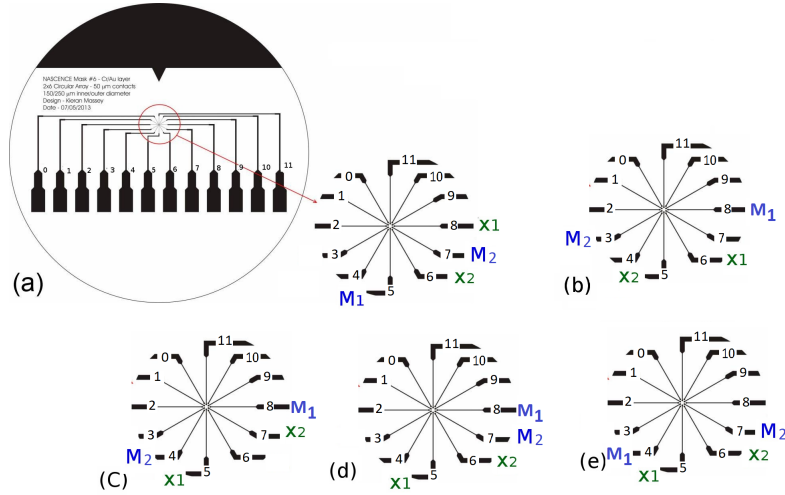 NASCENCE Mask #6 - Cr/Au layer
2x6 Circular Array - 50 µm contacts
150/250 µm inner/outer diameter
Design - Kieran Massey
Date - 07/05/2013
0 1 2 3 4 5 6 7 8 9 10 11
(a)
11
0 10
1 9
2 8 X1
3 7 M2
4 6 X2
M1 5
11
0 10
1 9
2 8 M1
M2 3 7
4 6 X1
X2 5
(b)
11
0 10
1 9
2 8 M1
3 7 X2
M2 4 6
X1 5
(C)
11
0 10
1 9
2 8 M1
3 7 M2
4 6 X2
X1 5
(d)
11
0 10
1 9
2 8
3 7 M2
M1 4 6 X2
X1 5
(e)